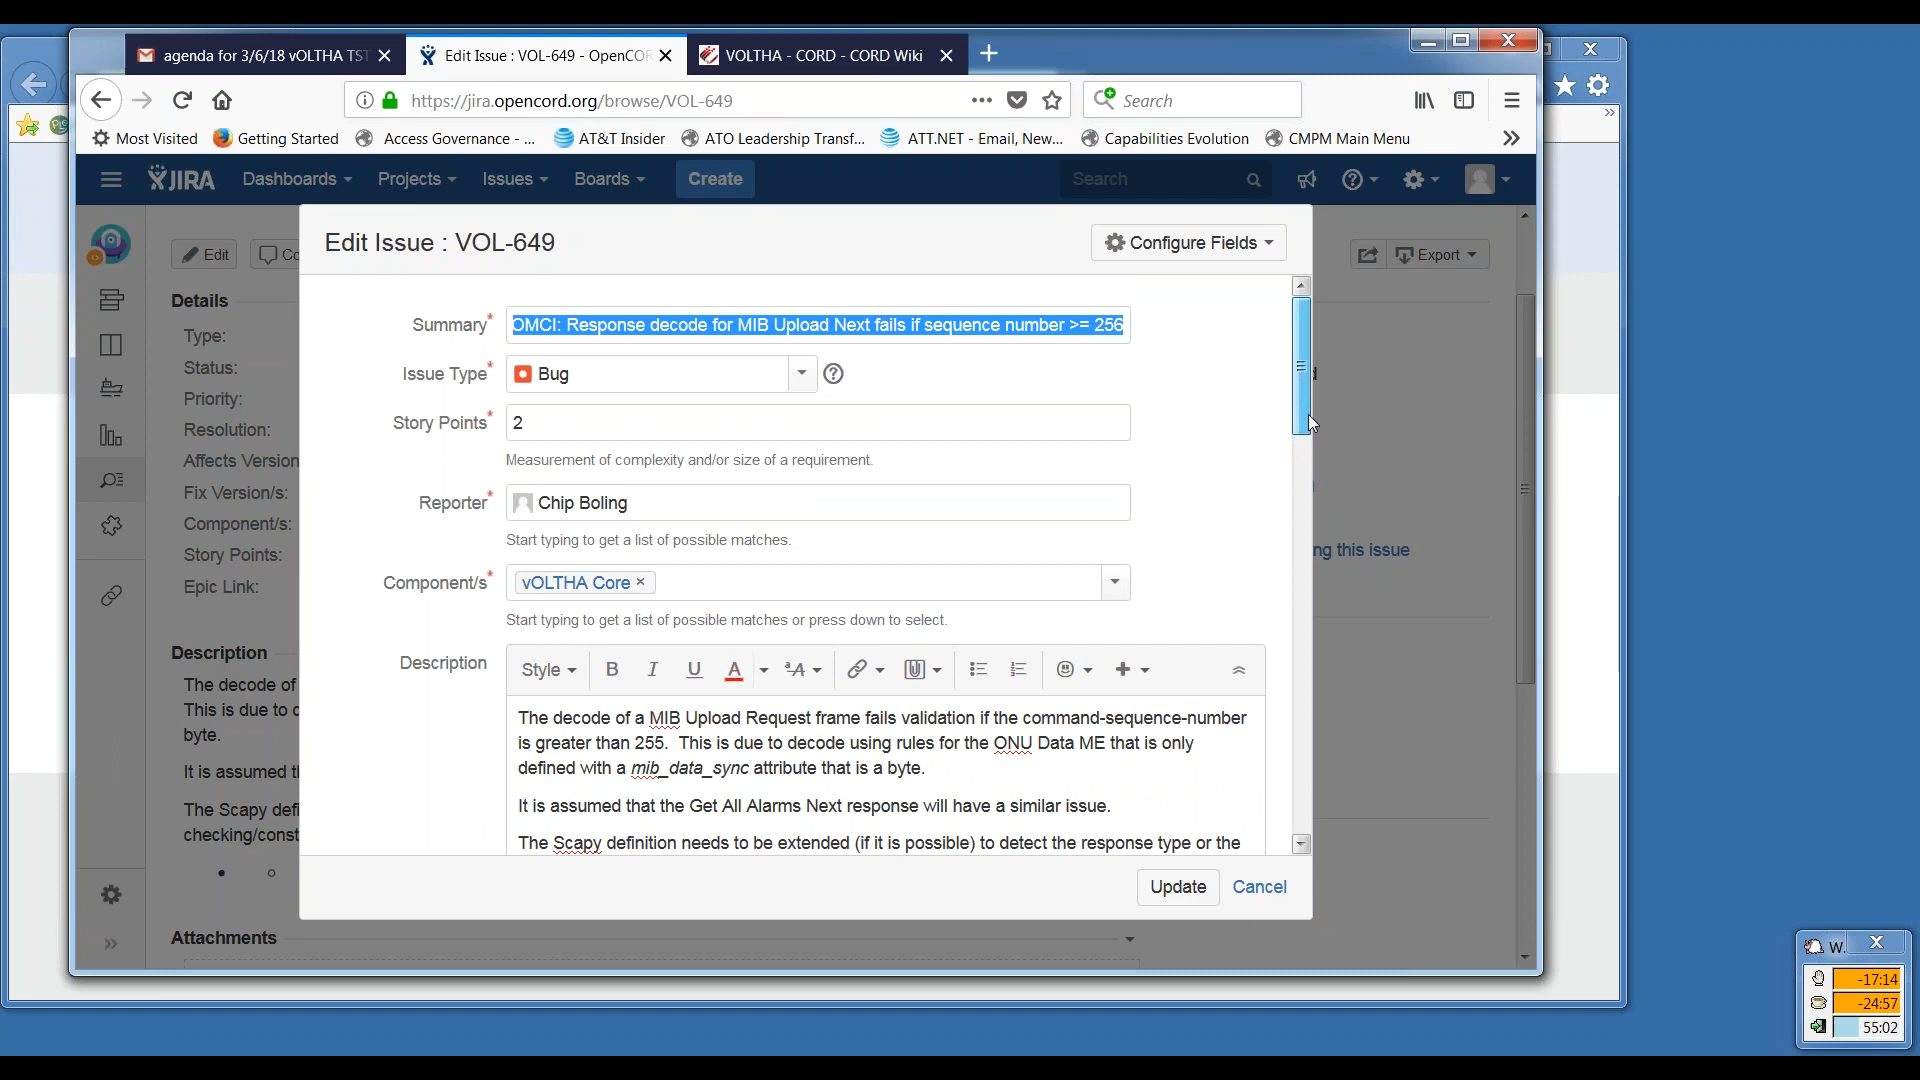 agenda for 3/6/18 vOLTHA TST
Edit Issue : VOL-649 - OpenCOR
VOLTHA - CORD - CORD Wiki
https://jira.opencord.org/browse/VOL-649
Search
Most Visited
Getting Started
Access Governance - ...
AT&T Insider
ATO Leadership Transf...
ATT.NET - Email, New...
Capabilities Evolution
CMPM Main Menu
JIRA
Dashboards
Projects
Issues
Boards
Create
Search
Edit
Co
Export
Details
Type:
Status:
Priority:
Resolution:
Affects Version
Fix Version/s:
Component/s:
Story Points:
Epic Link:
Description
The decode of
This is due to c
byte.
It is assumed tl
The Scapy defi
checking/const
Attachments
ng this issue
Edit Issue : VOL-649
Configure Fields
Summary*
OMCI: Response decode for MIB Upload Next fails if sequence number >= 256
Issue Type*
Bug
Story Points*
2
Measurement of complexity and/or size of a requirement.
Reporter*
Chip Boling
Start typing to get a list of possible matches.
Component/s*
vOLTHA Core
Start typing to get a list of possible matches or press down to select.
Description
Style
B I U A
The decode of a MIB Upload Request frame fails validation if the command-sequence-number
is greater than 255. This is due to decode using rules for the ONU Data ME that is only
defined with a mib_data_sync attribute that is a byte.
It is assumed that the Get All Alarms Next response will have a similar issue.
The Scapy definition needs to be extended (if it is possible) to detect the response type or the
Update
Cancel
W.
-17:14
-24:57
55:02